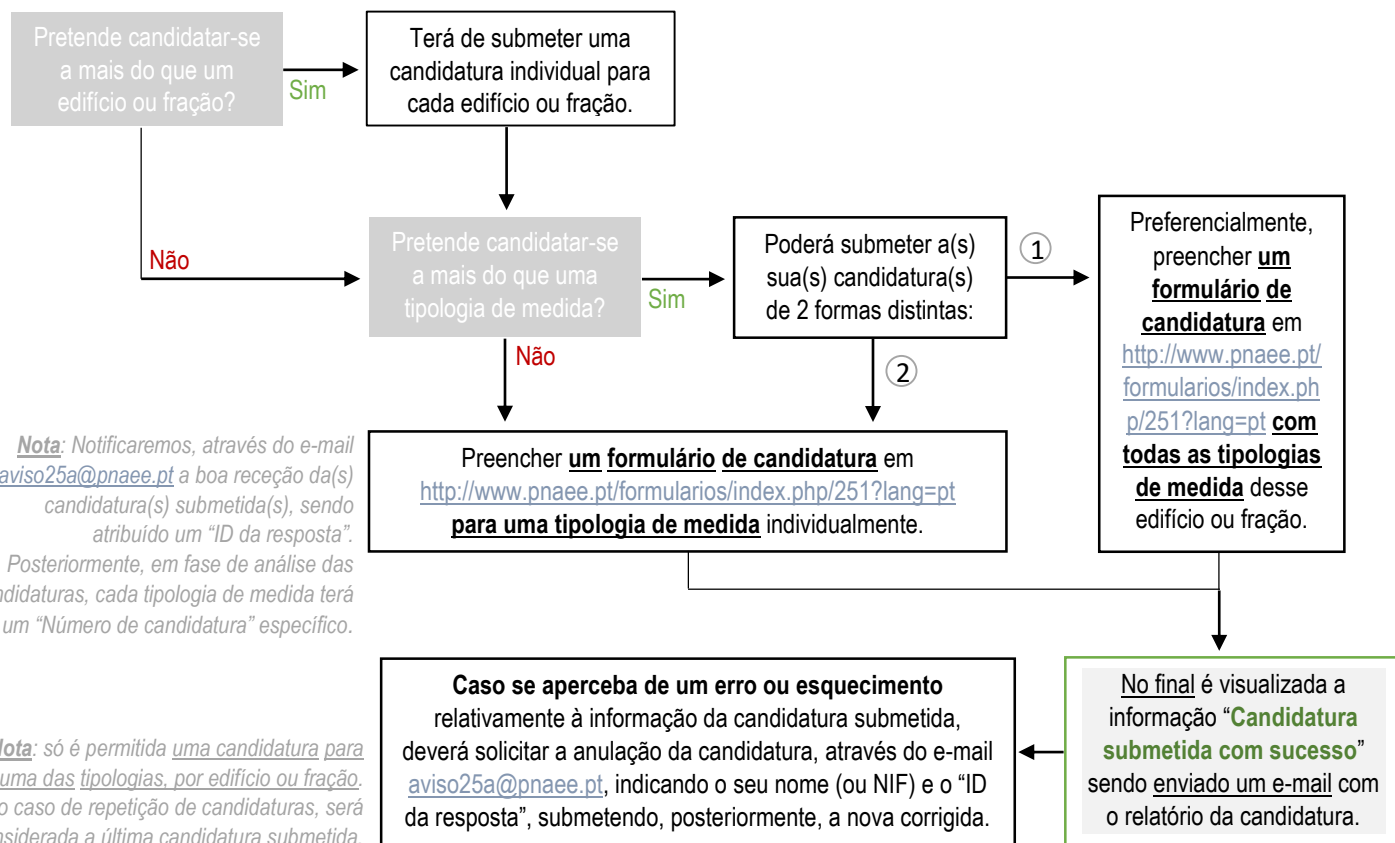 Pretende candidatar-se
a mais do que um
edifício ou fração?
Sim
Terá de submeter uma
candidatura individual para
cada edifício ou fração.
Não
Pretende candidatar-se
a mais do que uma
tipologia de medida?
Sim
Poderá submeter a(s)
sua(s) candidatura(s)
de 2 formas distintas:
1
Preferencialmente,
preencher um
formulário de
candidatura em
http://www.pnaee.pt/
formularios/index.ph
p/251?lang=pt com
todas as tipologias
de medida desse
edifício ou fração.
Não
2
Preencher um formulário de candidatura em
http://www.pnaee.pt/formularios/index.php/251?lang=pt
para uma tipologia de medida individualmente.
Nota: Notificaremos, através do e-mail
aviso25a@pnaee.pt a boa receção da(s)
candidatura(s) submetida(s), sendo
atribuído um “ID da resposta”.
Posteriormente, em fase de análise das
ndidaturas, cada tipologia de medida terá
um “Número de candidatura” específico.
No final é visualizada a
informação “Candidatura
submetida com sucesso”
sendo enviado um e-mail com
o relatório da candidatura.
Caso se aperceba de um erro ou esquecimento
relativamente à informação da candidatura submetida,
deverá solicitar a anulação da candidatura, através do e-mail
aviso25a@pnaee.pt, indicando o seu nome (ou NIF) e o “ID
da resposta”, submetendo, posteriormente, a nova corrigida.
Nota: só é permitida uma candidatura para
uma das tipologias, por edifício ou fração.
o caso de repetição de candidaturas, será
nsiderada a última candidatura submetida.